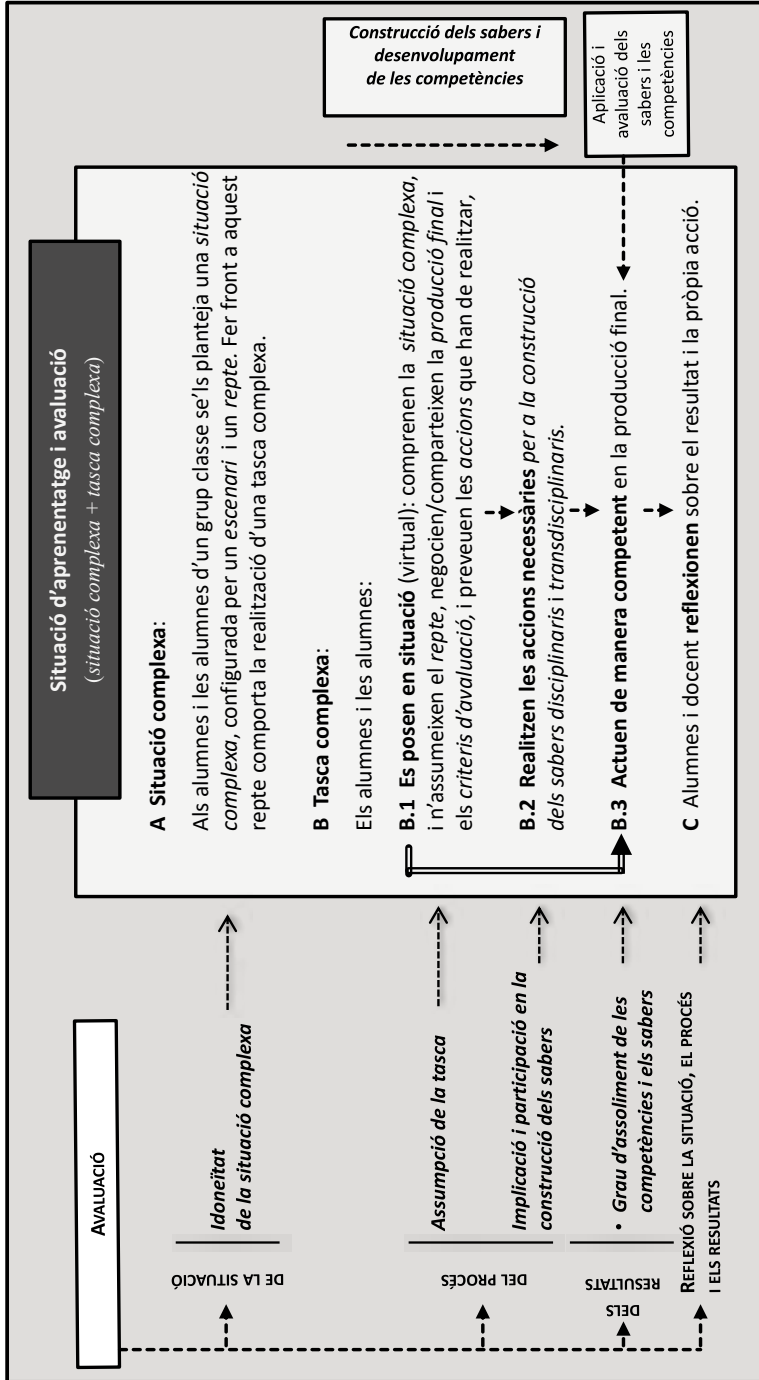 Situació d'aprenentatge i avaluació
(situació complexa + tasca complexa)
AVALUACIÓ
DE LA SITUACIÓ
Idoneïtat
de la situació complexa
DEL PROCÉS
Assumpció de la tasca
Implicació i participació en la
construcció dels sabers
DELS
RESULTATS
• Grau d'assoliment de les
competències i els sabers
REFLEXIÓ SOBRE LA SITUACIÓ, EL PROCÉS
I ELS RESULTATS
A Situació complexa:
Als alumnes i les alumnes d'un grup classe se'ls planteja una situació
complexa, configurada per un escenari i un repte. Fer front a aquest
repte comporta la realització d'una tasca complexa.
B Tasca complexa:
Els alumnes i les alumnes:
B.1 Es posen en situació (virtual): comprenen la situació complexa,
i n'assumeixen el repte, negocien/comparteixen la producció final i
els criteris d'avaluació, i preveuen les accions que han de realitzar,
B.2 Realitzen les accions necessàries per a la construcció
dels sabers disciplinaris i transdisciplinaris.
B.3 Actuen de manera competent en la producció final.
C Alumnes i docent reflexionen sobre el resultat i la pròpia acció.
Construcció dels sabers i
desenvolupament
de les competències
Aplicació i
avaluació dels
sabers i les
competències